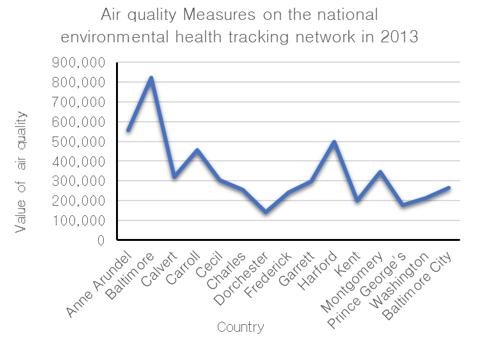 Air quality Measures on the national
environmental health tracking network in 2013
Value of air quality
900,000
800,000
700,000
600,000
500,000
400,000
300,000
200,000
100,000
0
Anne Arundel
Baltimore
Calvert
Carroll
Cecil
Charles
Dorchester
Frederick
Garrett
Harford
Kent
Montgomery
Prince George's
Washington
Baltimore City
Country